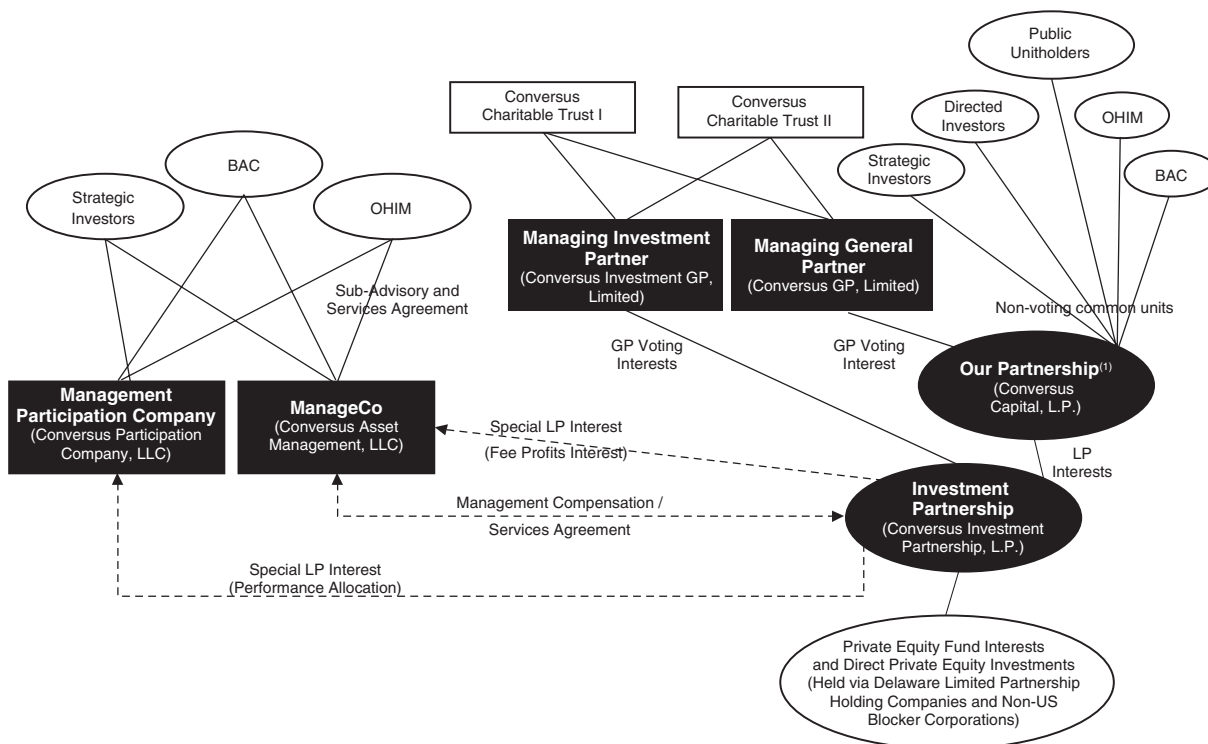 Public
Unitholders
Conversus
Charitable Trust I
Conversus
Charitable Trust II
Directed
Investors
OHIM
BAC
Strategic
Investors
BAC
Strategic
Investors
OHIM
Managing Investment
Partner
(Conversus Investment GP,
Limited)
Managing General
Partner
(Conversus GP, Limited)
Sub-Advisory and
Services Agreement
Non-voting common units
GP Voting
Interests
GP Voting
Interest
Our Partnership(1)
(Conversus
Capital, L.P.)
Management
Participation Company
(Conversus Participation
Company, LLC)
ManageCo
(Conversus Asset
Management, LLC)
Special LP Interest
(Fee Profits Interest)
LP
Interests
Investment
Partnership
(Conversus Investment
Partnership, L.P.)
Management Compensation /
Services Agreement
Special LP Interest
(Performance Allocation)
Private Equity Fund Interests
and Direct Private Equity Investments
(Held via Delaware Limited Partnership
Holding Companies and Non-US
Blocker Corporations)